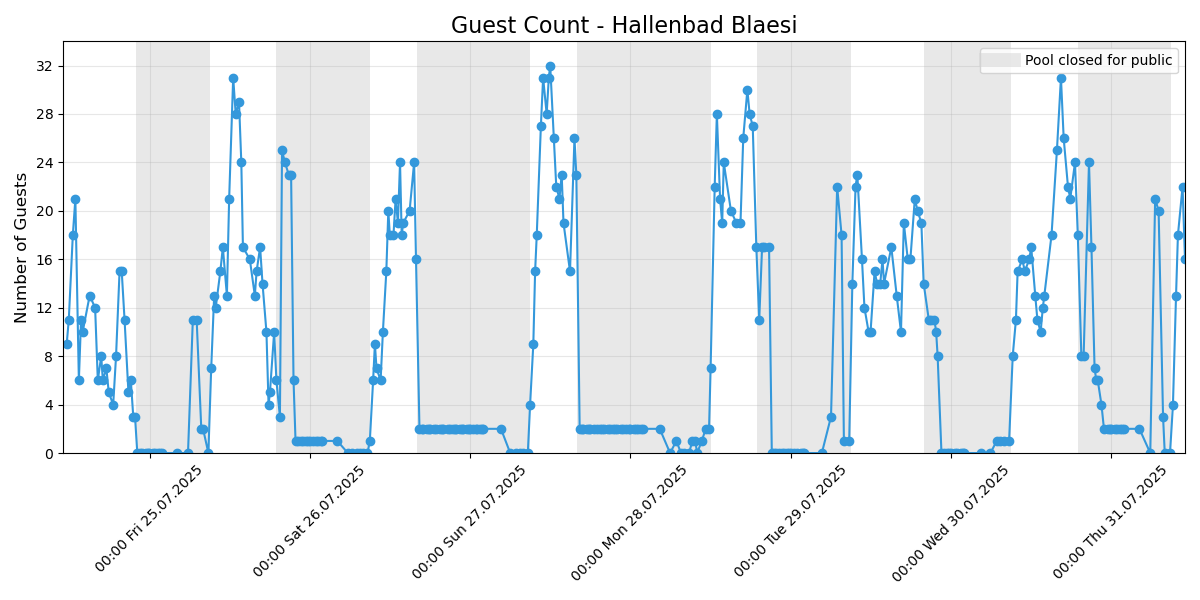 Guest Count - Hallenbad Blaesi
Pool closed for public
Number of Guests
32
28
24
20
16
12
8
4
0
00:00 Fri 25.07.2025
00:00 Sat 26.07.2025
00:00 Sun 27.07.2025
00:00 Mon 28.07.2025
00:00 Tue 29.07.2025
00:00 Wed 30.07.2025
00:00 Thu 31.07.2025